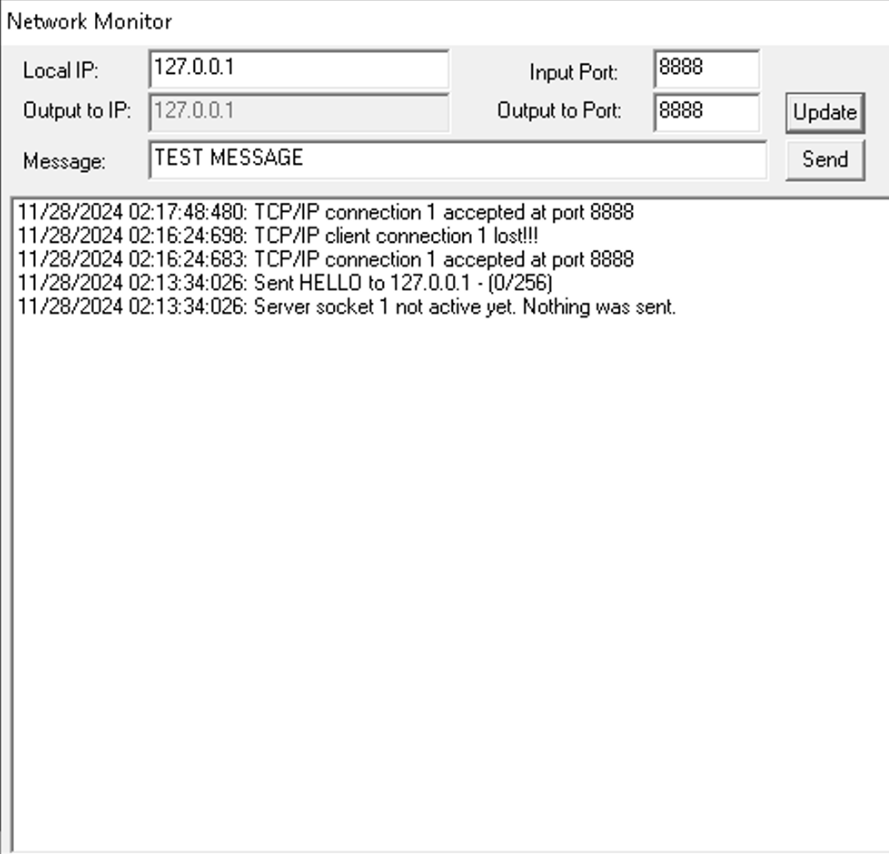 Network Monitor
Local IP: 127.0.0.1 Input Port: 8888
Output to IP: 127.0.0.1 Output to Port: 8888 Update
Message: TEST MESSAGE Send
11/28/2024 02:17:48:480: TCP/IP connection 1 accepted at port 8888
11/28/2024 02:16:24:698: TCP/IP client connection 1 lost!!!
11/28/2024 02:16:24:683: TCP/IP connection 1 accepted at port 8888
11/28/2024 02:13:34:026: Sent HELLO to 127.0.0.1 - (0/256)
11/28/2024 02:13:34:026: Server socket 1 not active yet. Nothing was sent.